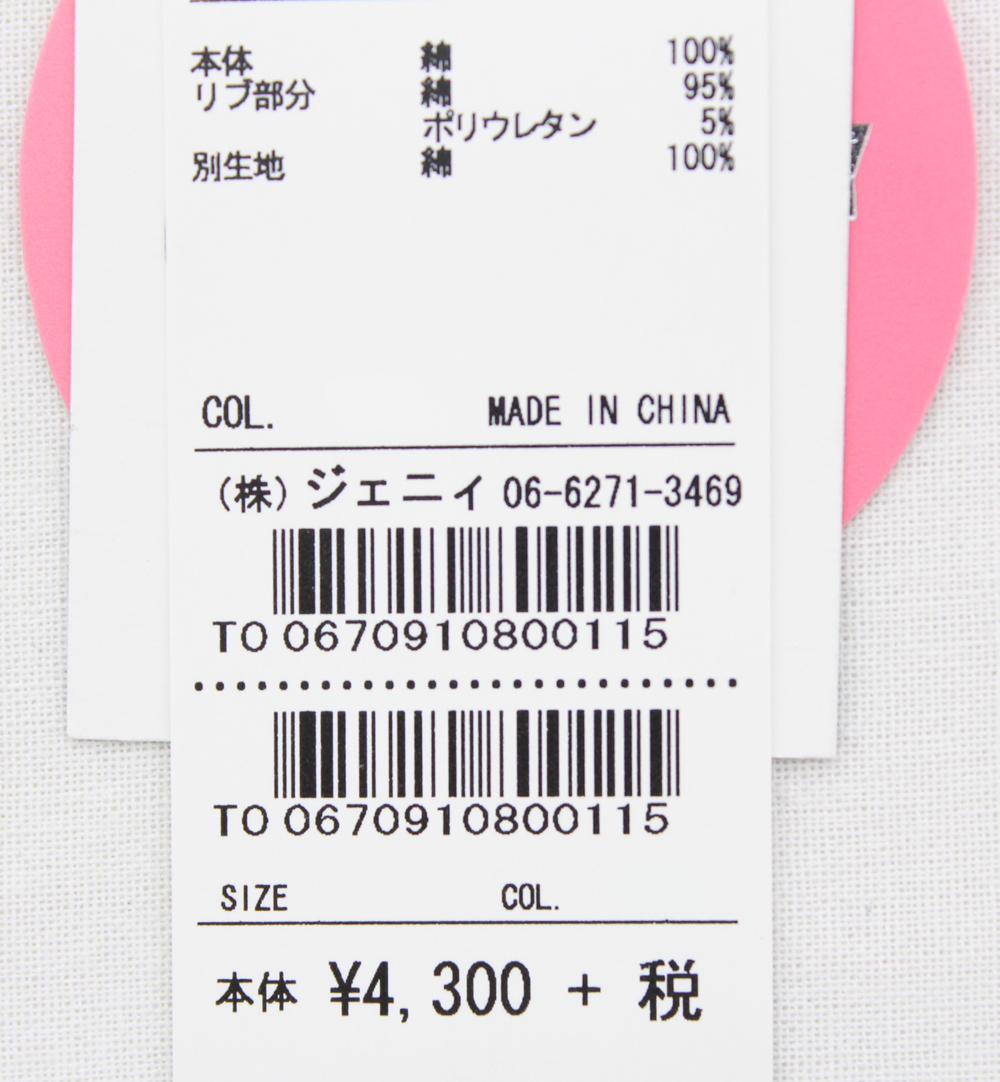 本体 綿 100%
リブ部分 綿 95%
ポリウレタン 5%
別生地 綿 100%
COL. MADE IN CHINA
(株) ジェニィ 06-6271-3469
TO 0670910800115
TO 0670910800115
SIZE COL.
本体 ¥4,300 + 税